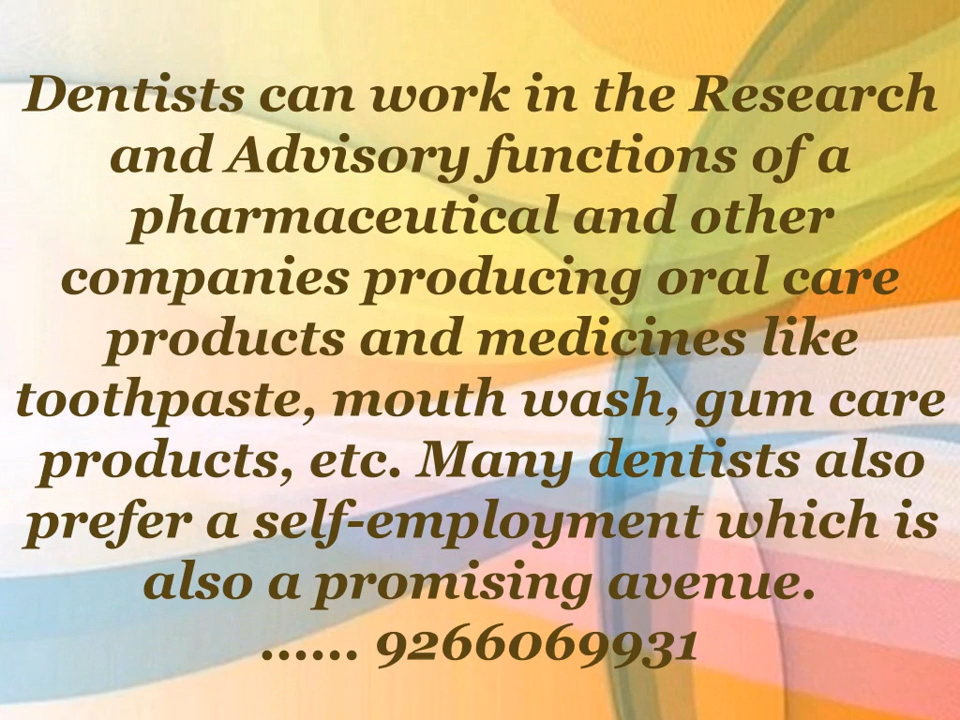 Dentists can work in the Research
and Advisory functions of a
pharmaceutical and other
companies producing oral care
products and medicines like
toothpaste, mouth wash, gum care
products, etc. Many dentists also
prefer a self-employment which is
also a promising avenue.
...... 9266069931